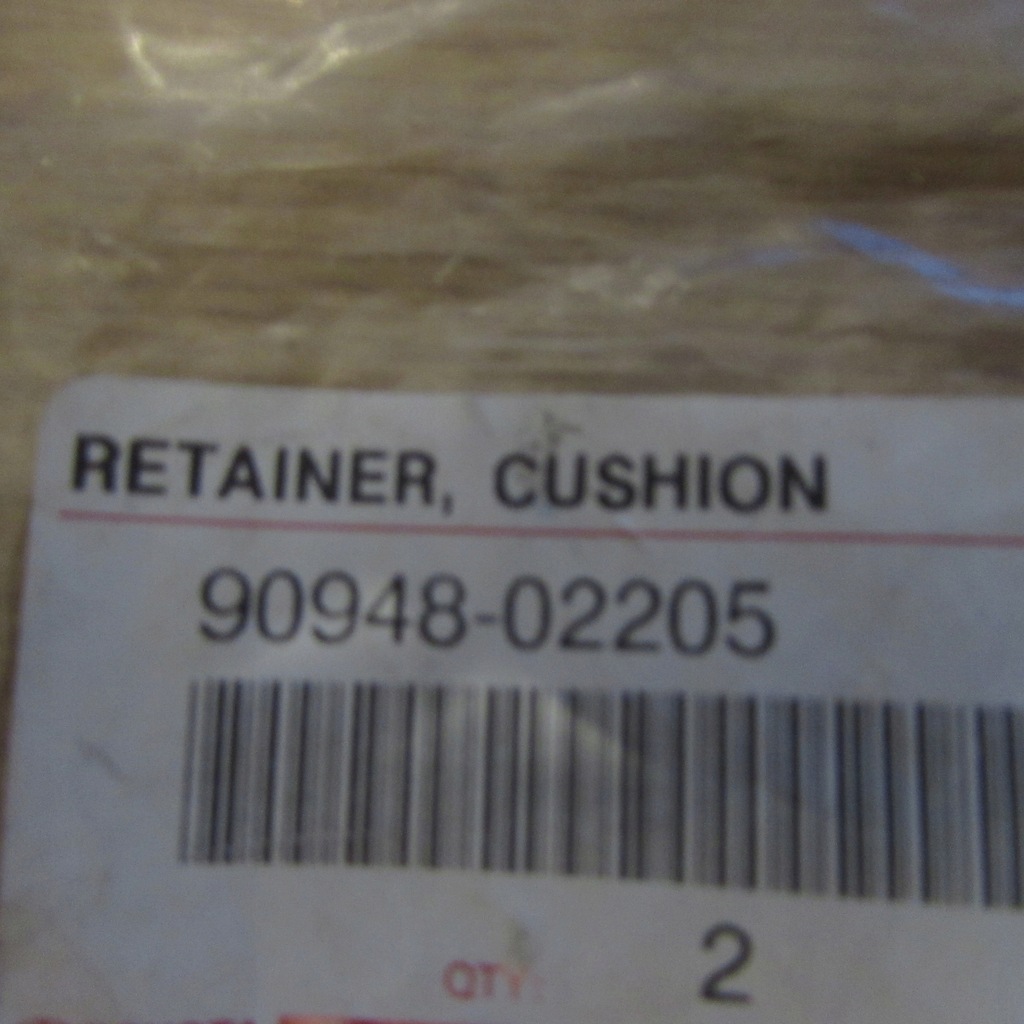 RETAINER, CUSHION
90948-02205
QTY: 2